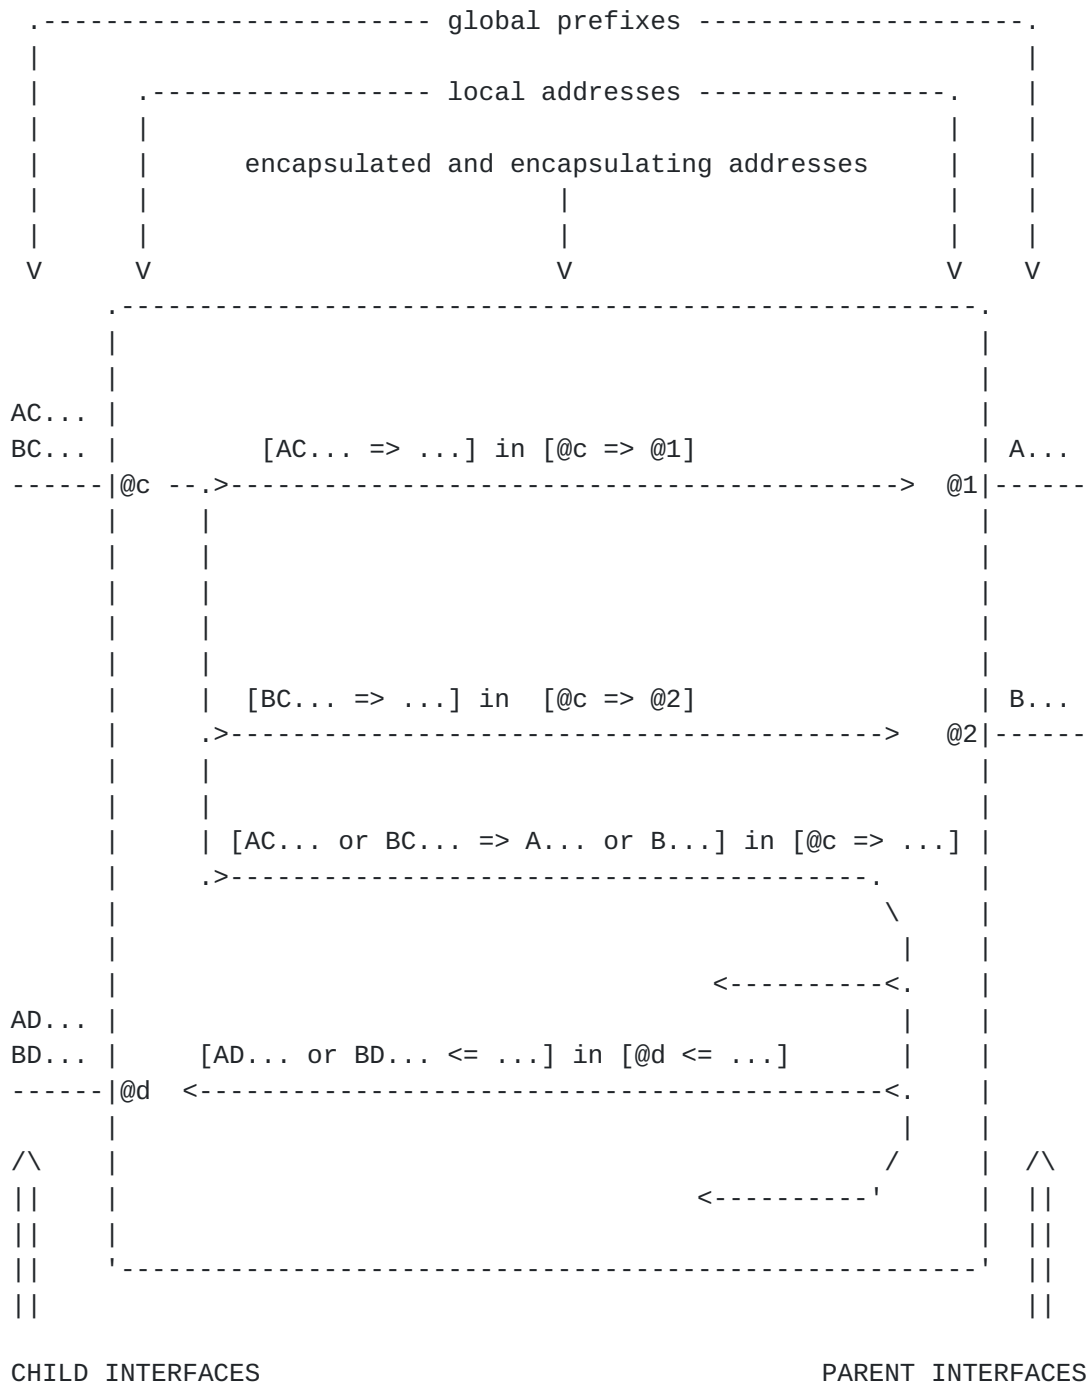 global prefixes
local addresses
encapsulated and encapsulating addresses
V V V V V
AC...
BC... [AC... => ...] in [@c => @1] A...
@c @1
[BC... => ...] in [@c => @2] B...
@2
[AC... or BC... => A... or B...] in [@c => ...]
AD...
BD... [AD... or BD... <= ...] in [@d <= ...]
@d
CHILD INTERFACES PARENT INTERFACES